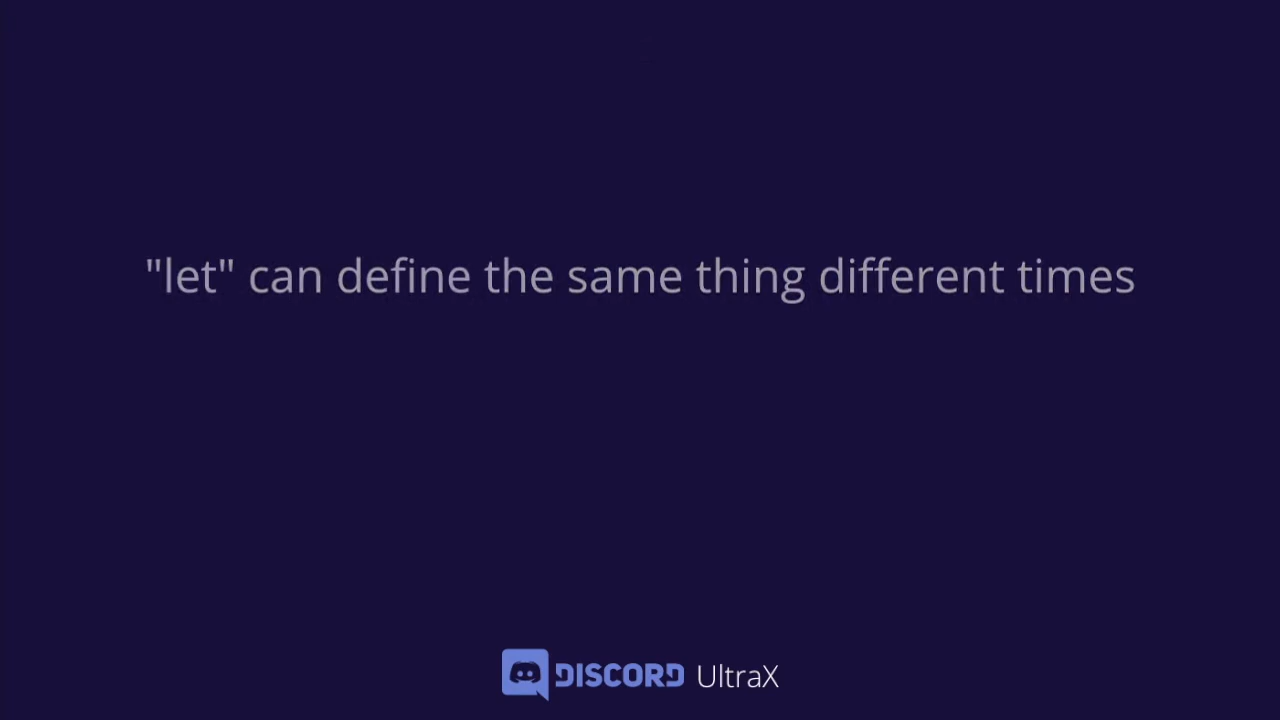 "let" can define the same thing different times
DISCORD UltraX